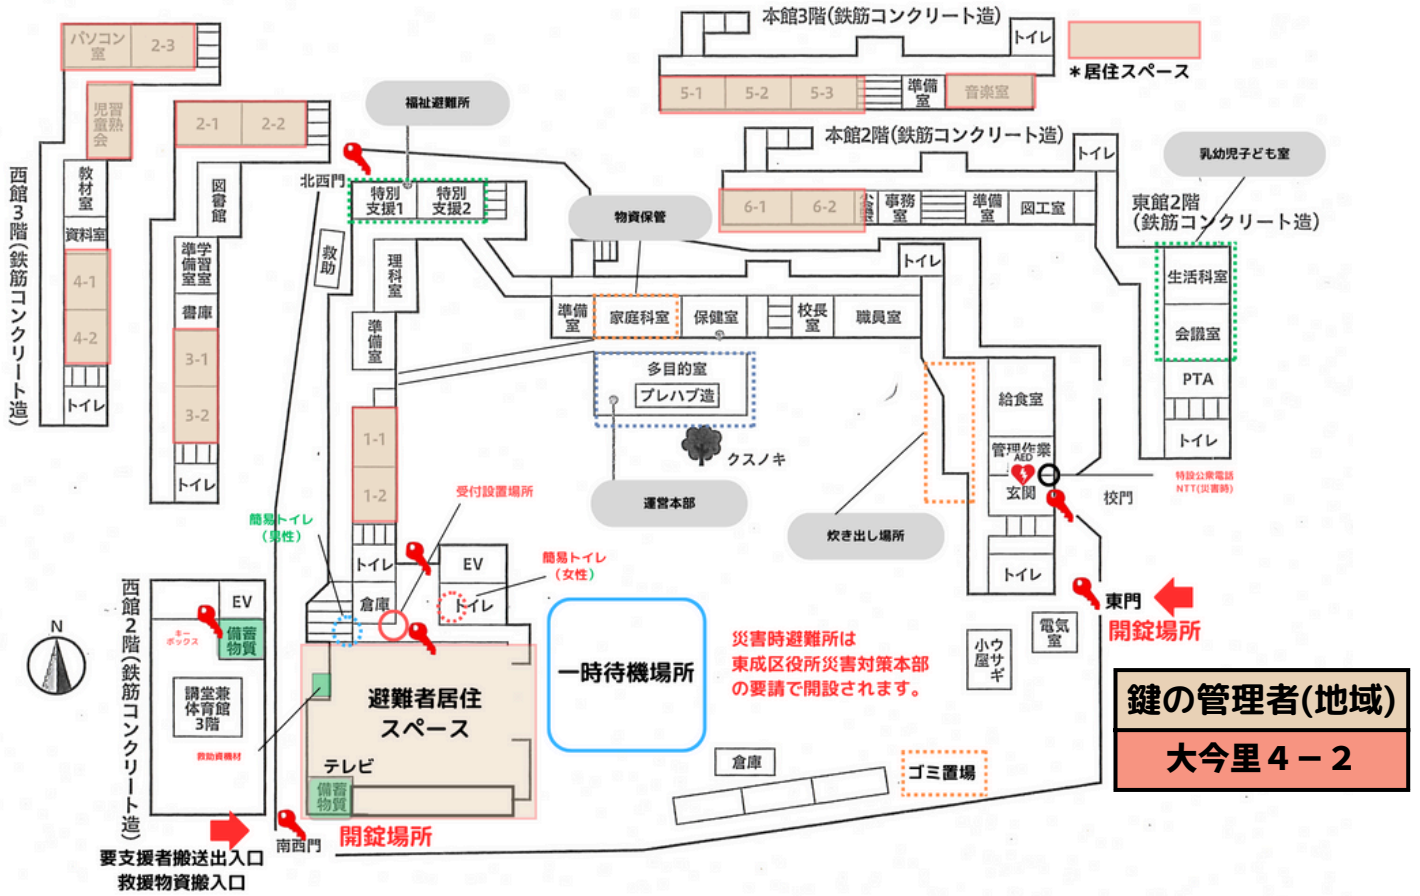 本館3階(鉄筋コンクリート造)
トイレ
5-1
5-2
5-3
準備室
音楽室
＊居住スペース
パソコン室
2-3
児童会
習熟
教材室
資料室
4-1
4-2
トイレ
西館3階(鉄筋コンクリート造)
2-1
2-2
図書館
学習室
準備室
書庫
3-1
3-2
トイレ
福祉避難所
北西門
特別支援1
特別支援2
救助
理科室
準備室
1-1
1-2
トイレ
倉庫
EV
トイレ
本館2階(鉄筋コンクリート造)
トイレ
6-1
6-2
事務室
準備室
図工室
乳幼児子ども室
東館2階
(鉄筋コンクリート造)
生活科室
会議室
PTA
トイレ
物資保管
準備室
家庭科室
保健室
校長室
職員室
トイレ
多目的室
プレハブ造
クスノキ
運営本部
炊き出し場所
給食室
管理作業
AED
玄関
校門
特設公衆電話
NTT(災害時)
トイレ
東門
開錠場所
電気室
ウサギ小屋
受付設置場所
簡易トイレ
(男性)
簡易トイレ
(女性)
西館2階(鉄筋コンクリート造)
EV
キーボックス
備蓄物資
講堂兼
体育館
3階
救助資機材
N
避難者居住
スペース
テレビ
備蓄物資
一時待機場所
災害時避難所は
東成区役所災害対策本部
の要請で開設されます。
倉庫
ゴミ置場
鍵の管理者(地域)
大今里４－２
南西門
開錠場所
要支援者搬送出入口
救援物資搬入口